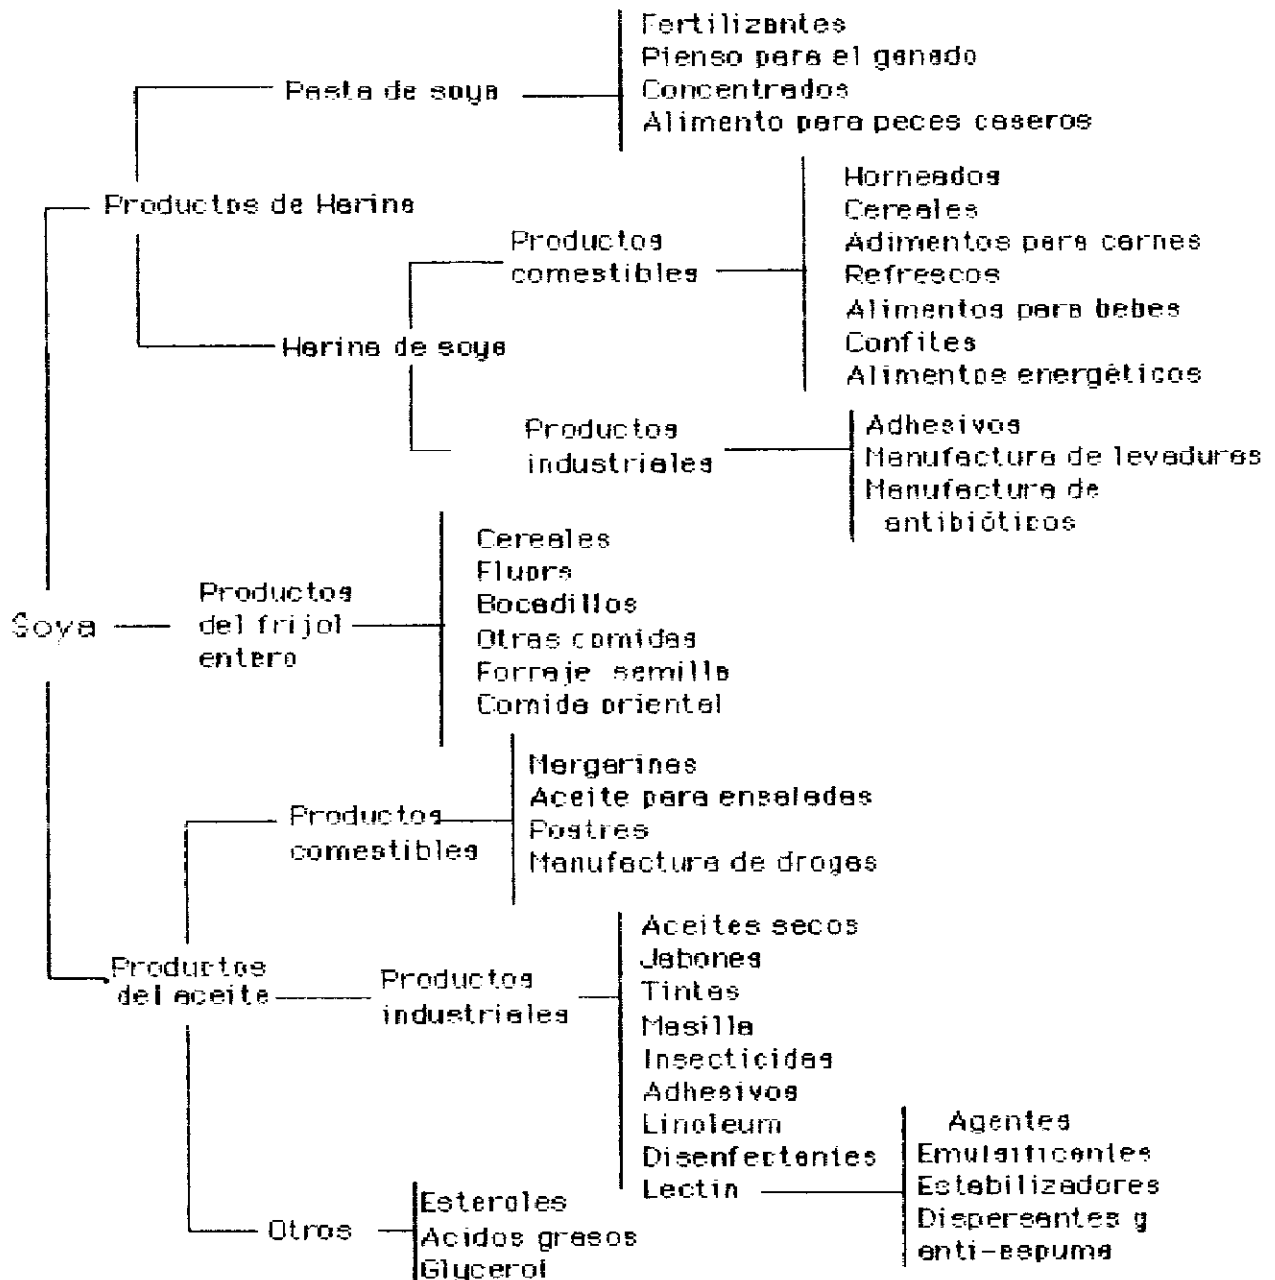 Fertilizantes
Pienso para el ganado
Pasta de soya
Concentrados
Alimento para peces caseros
Productos de Harina
Horneados
Cereales
Productos
comestibles
Adimentos para carnes
Refrescos
Alimentos para bebes
Confites
Alimentos energéticos
Harina de soya
Productos
industriales
Adhesivos
Manufactura de levaduras
Manufactura de
antibióticos
Soya
Productos
del frijol
entero
Cereales
Fluors
Bocadillos
Otras comidas
Forraje semilla
Comida oriental
Productos
comestibles
Margarinas
Aceite para ensaladas
Postres
Manufactura de drogas
Productos
del aceite
Productos
industriales
Aceites secos
Jabones
Tintas
Masilla
Insecticidas
Adhesivos
Linoleum
Disenfectantes
Lectin
Agentes
Emulsificantes
Estabilizadores
Dispersantes y
anti-espuma
Otros
Esteroles
Acidos grasos
Glycerol